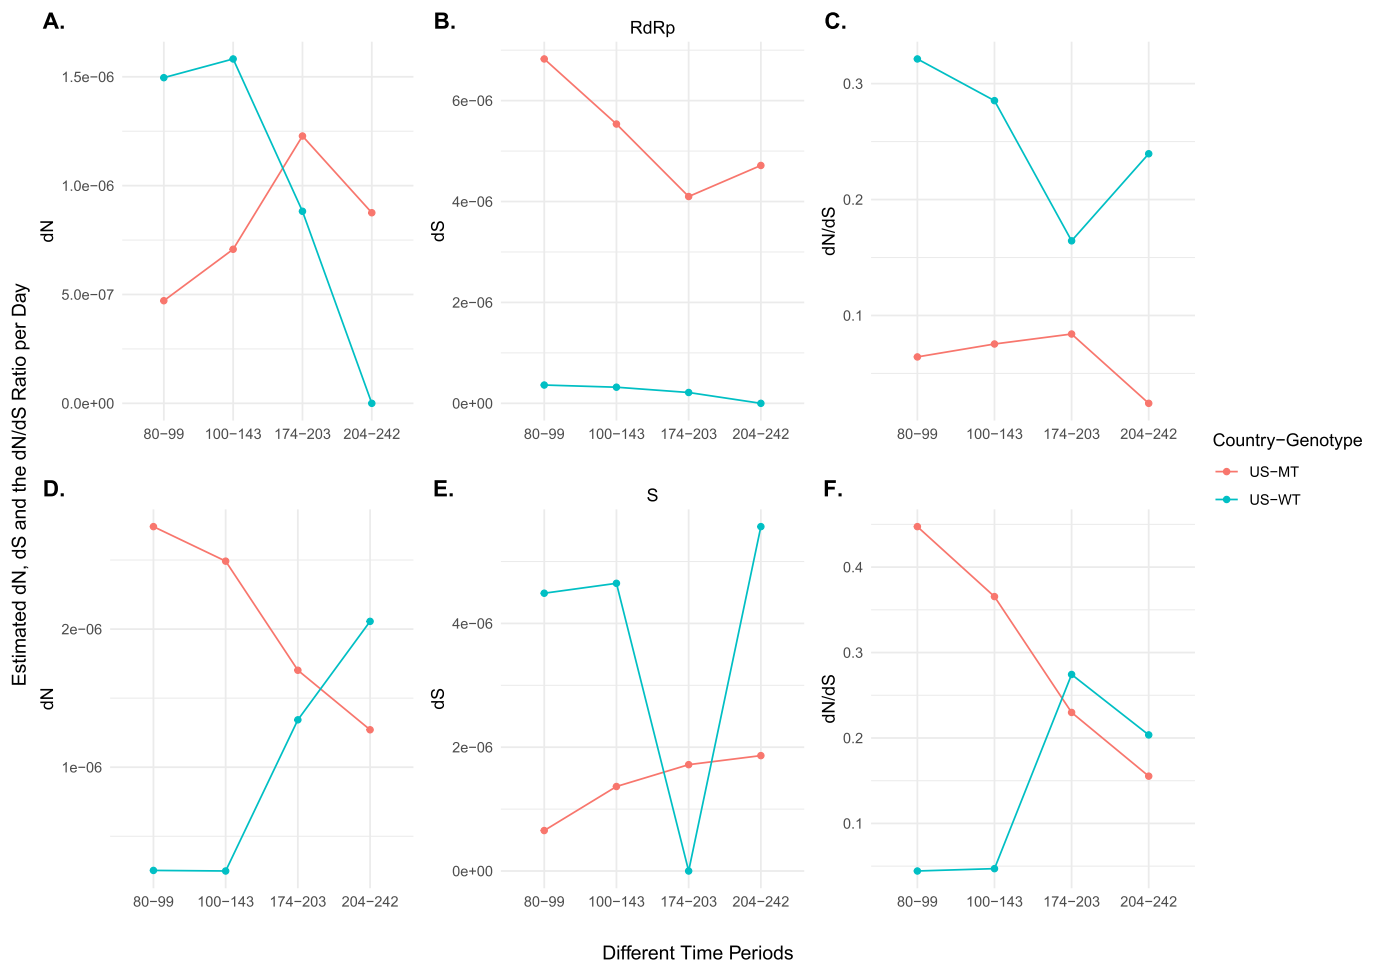 A.
B.
RdRp
C.
1.5e−06
1.0e−06
5.0e−07
0.0e+00
dN
80−99
100−143
174−203
204−242
6e−06
4e−06
2e−06
0e+00
dS
80−99
100−143
174−203
204−242
0.3
0.2
0.1
dN/dS
80−99
100−143
174−203
204−242
Country−Genotype
US−MT
US−WT
Estimated dN, dS and the dN/dS Ratio per Day
D.
E.
S
F.
2e−06
1e−06
dN
80−99
100−143
174−203
204−242
4e−06
2e−06
0e+00
dS
80−99
100−143
174−203
204−242
0.4
0.3
0.2
0.1
dN/dS
80−99
100−143
174−203
204−242
Different Time Periods